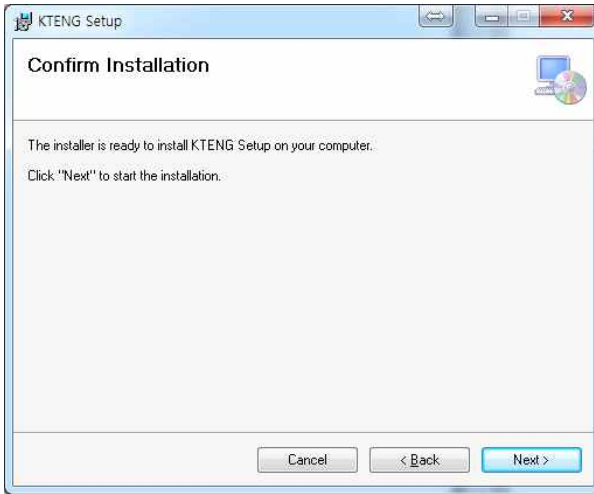 KTENG Setup
Confirm Installation
The installer is ready to install KTENG Setup on your computer.
Click "Next" to start the installation.
Cancel
< Back
Next >